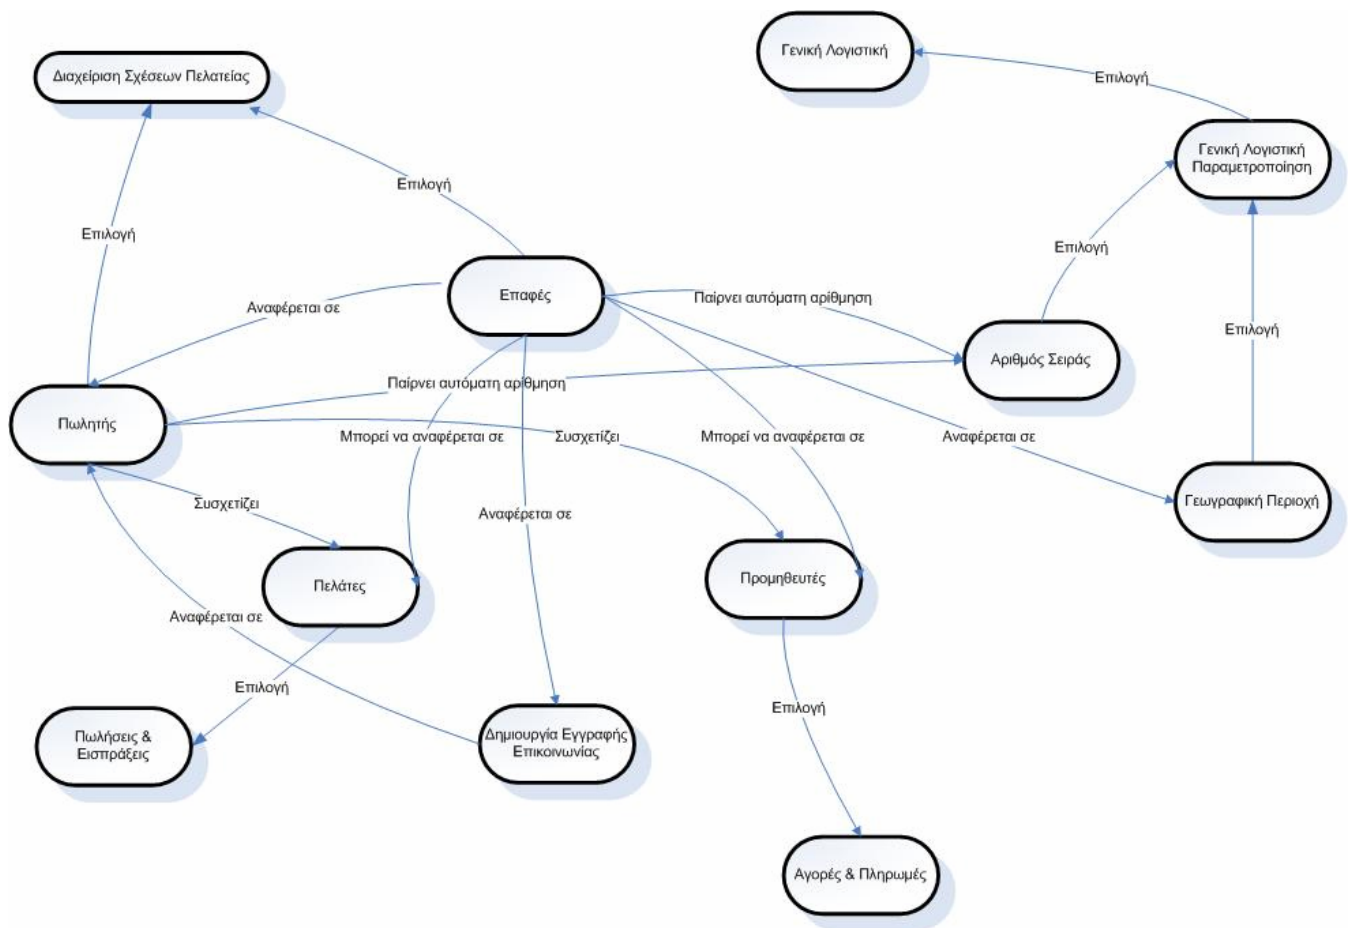 Γενική Λογιστική
Διαχείριση Σχέσεων Πελατείας
Επιλογή
Γενική Λογιστική
Παραμετροποίηση
Επιλογή
Επιλογή
Επιλογή
Επαφές
Παίρνει αυτόματη αρίθμηση
Αναφέρεται σε
Επιλογή
Αριθμός Σειράς
Παίρνει αυτόματη αρίθμηση
Πωλητής
Μπορεί να αναφέρεται σε
Συσχετίζει
Μπορεί να αναφέρεται σε
Αναφέρεται σε
Συσχετίζει
Γεωγραφική Περιοχή
Αναφέρεται σε
Πελάτες
Προμηθευτές
Αναφέρεται σε
Επιλογή
Επιλογή
Πωλήσεις &
Εισπράξεις
Δημιουργία Εγγραφής
Επικοινωνίας
Αγορές & Πληρωμές